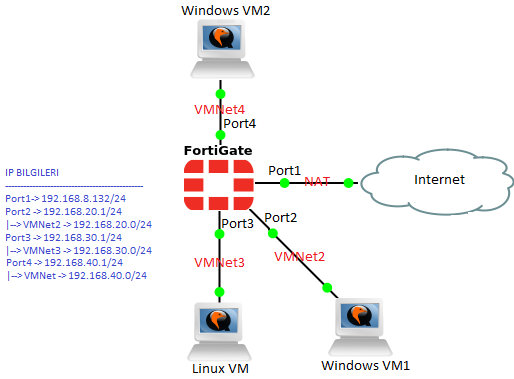 Windows VM2
VMNet4
Port4
FortiGate
Port1
NAT
Internet
IP BILGILERI
----------------------------------------------
Port1-> 192.168.8.132/24
Port2 -> 192.168.20.1/24
|--> VMNet2 -> 192.168.20.0/24
Port3 -> 192.168.30.1/24
|--> VMNet3 -> 192.168.30.0/24
Port4 -> 192.168.40.1/24
|--> VMNet -> 192.168.40.0/24
Port3
Port2
VMNet3
VMNet2
Linux VM
Windows VM1